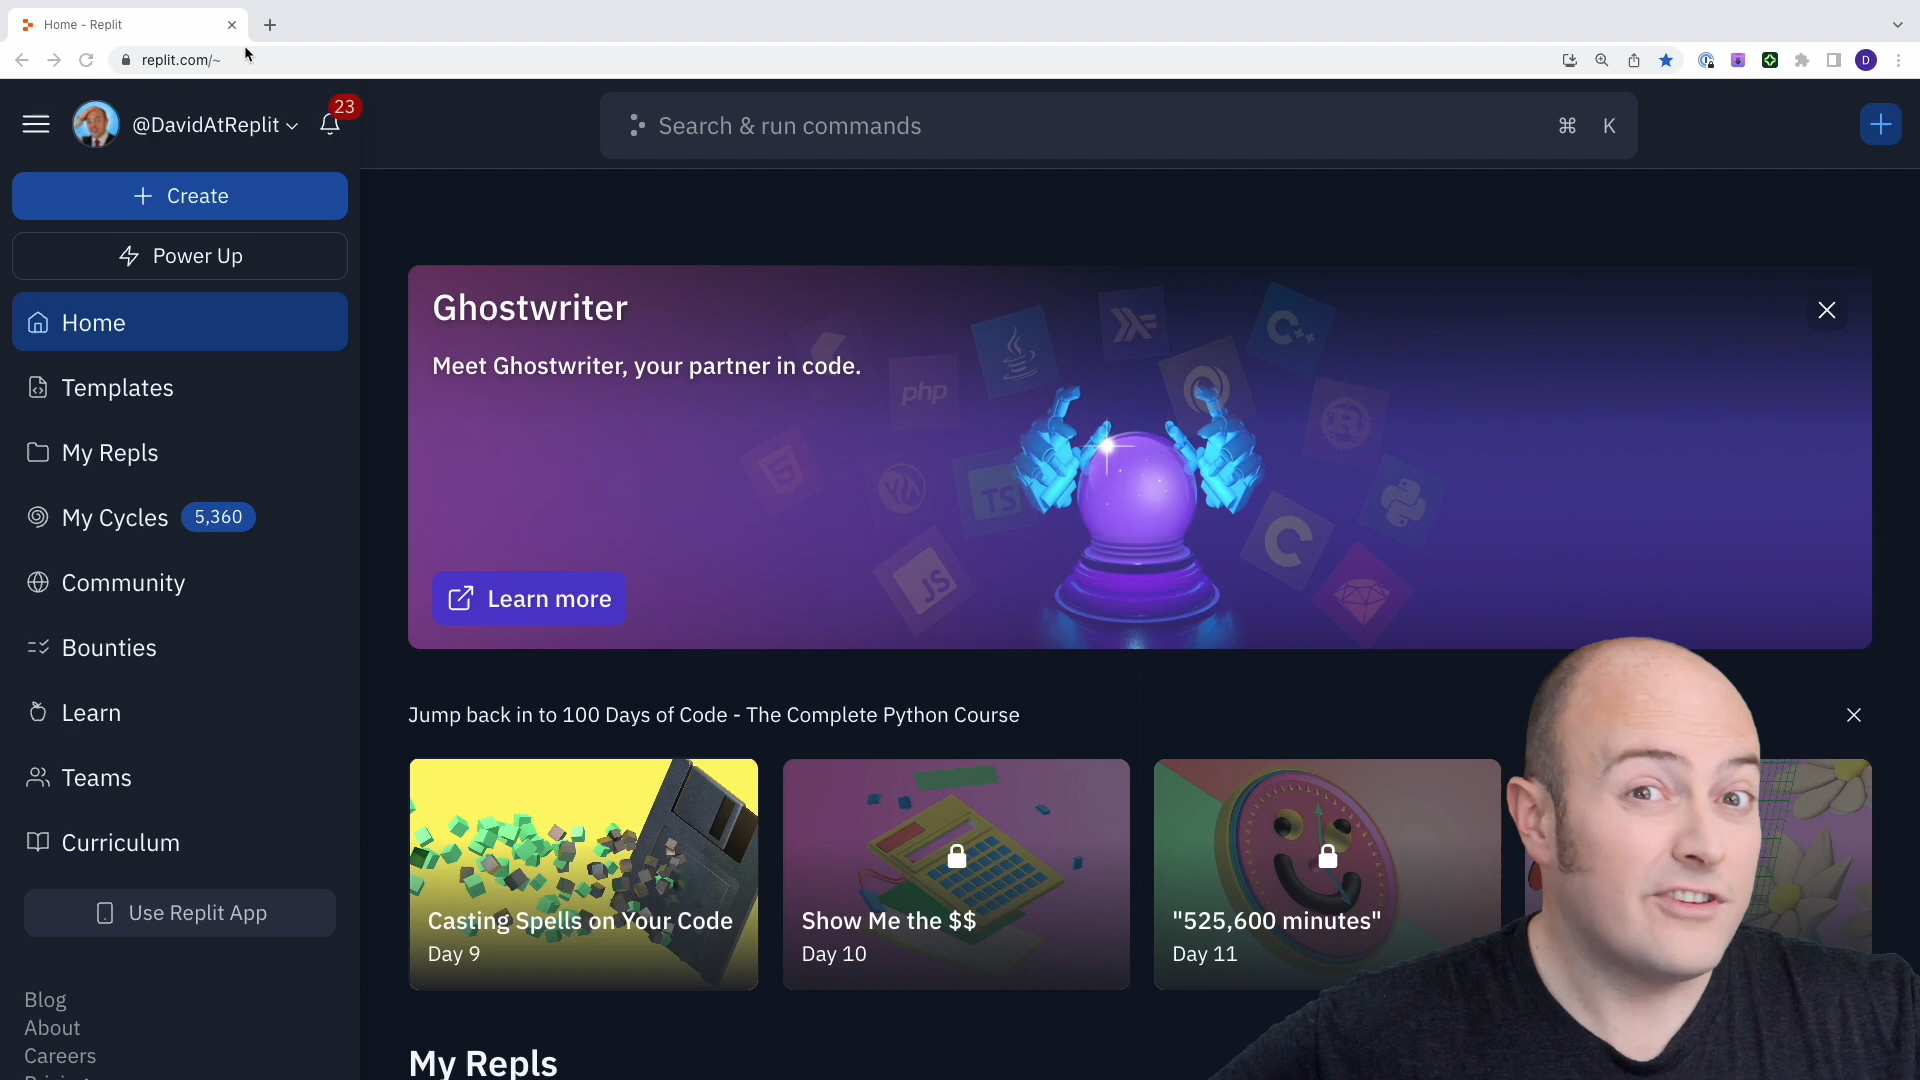 Home - Replit
replit.com/~
D
@DavidAtReplit
23
Search & run commands
⌘ K
Create
Power Up
Home
Templates
My Repls
My Cycles 5,360
Community
Bounties
Learn
Teams
Curriculum
Use Replit App
Blog
About
Careers
Ghostwriter
Meet Ghostwriter, your partner in code.
php
C++
TS
JS
C
Learn more
Jump back in to 100 Days of Code - The Complete Python Course
Casting Spells on Your Code
Day 9
Show Me the $$
Day 10
"525,600 minutes"
Day 11
My Repls